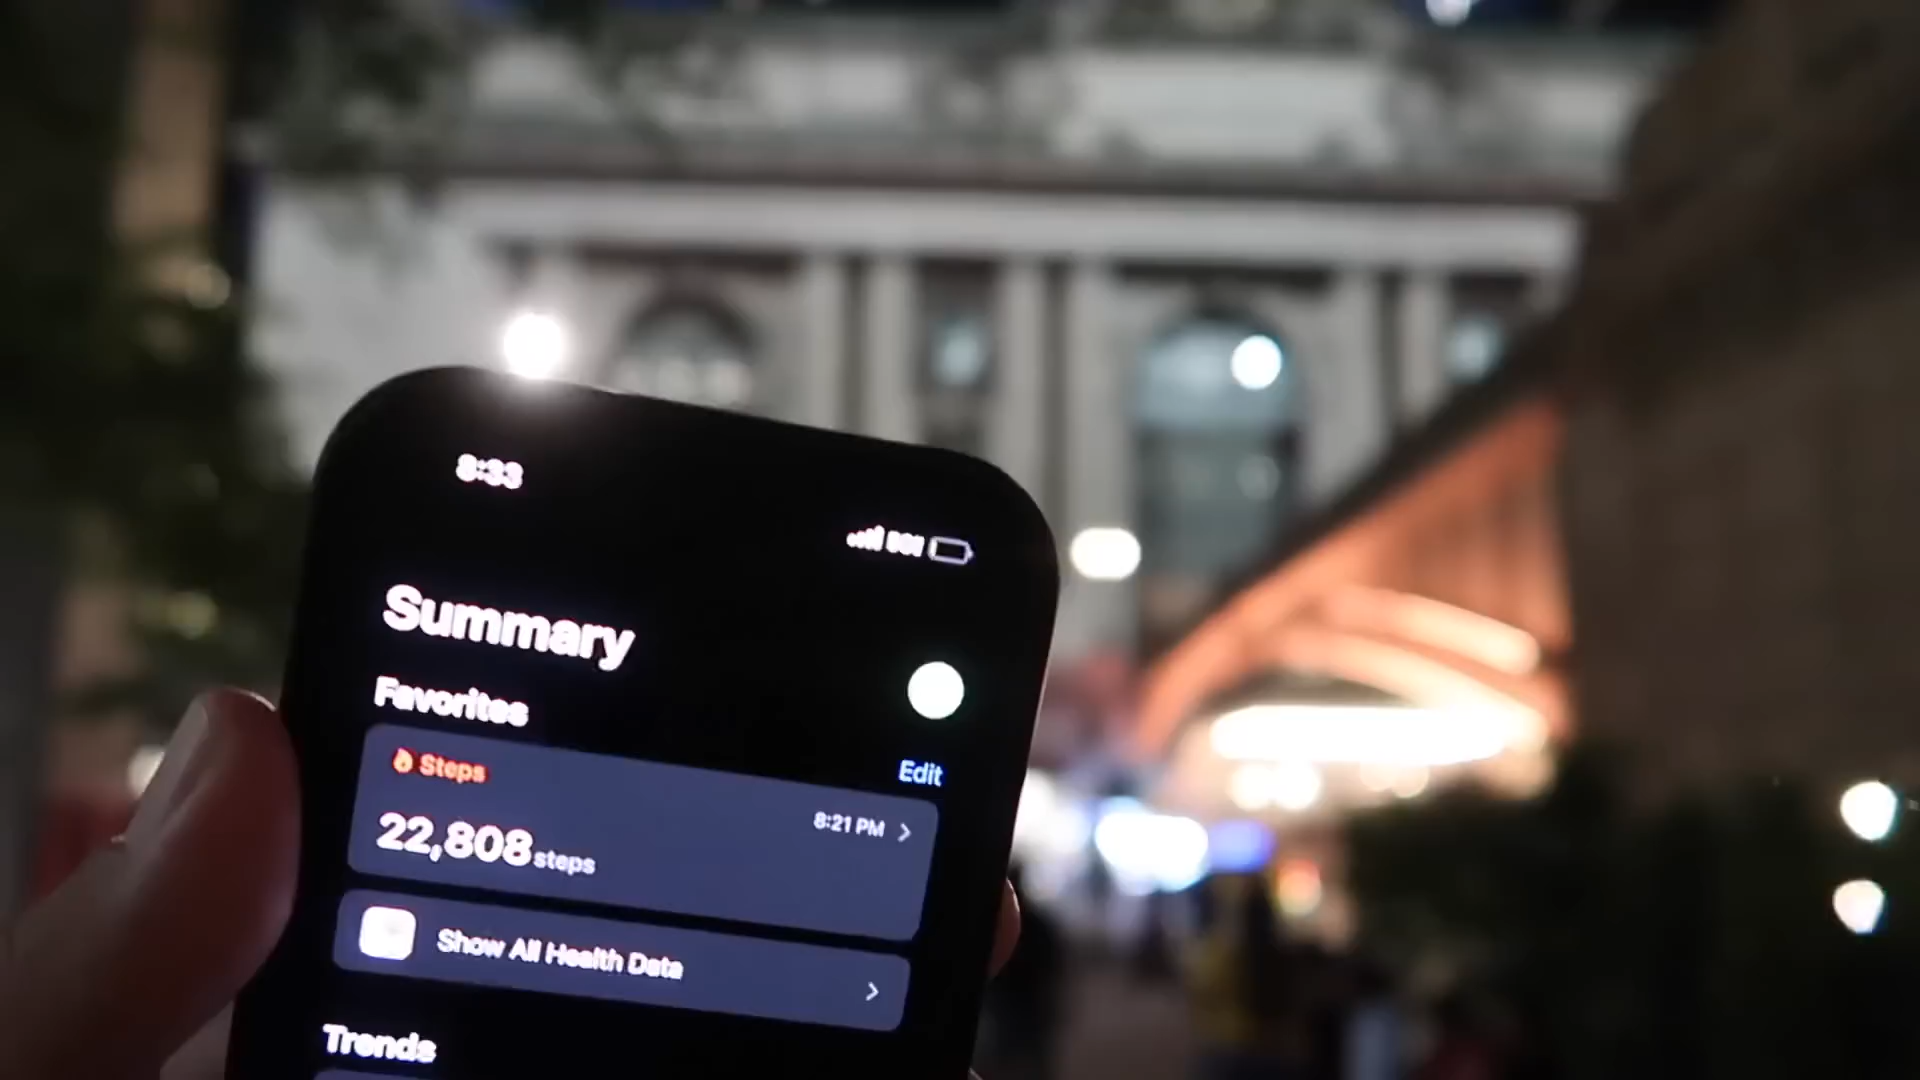 8:33
Summary
Favorites
Edit
Steps
8:21 PM
22,808 steps
Show All Health Data
Trends